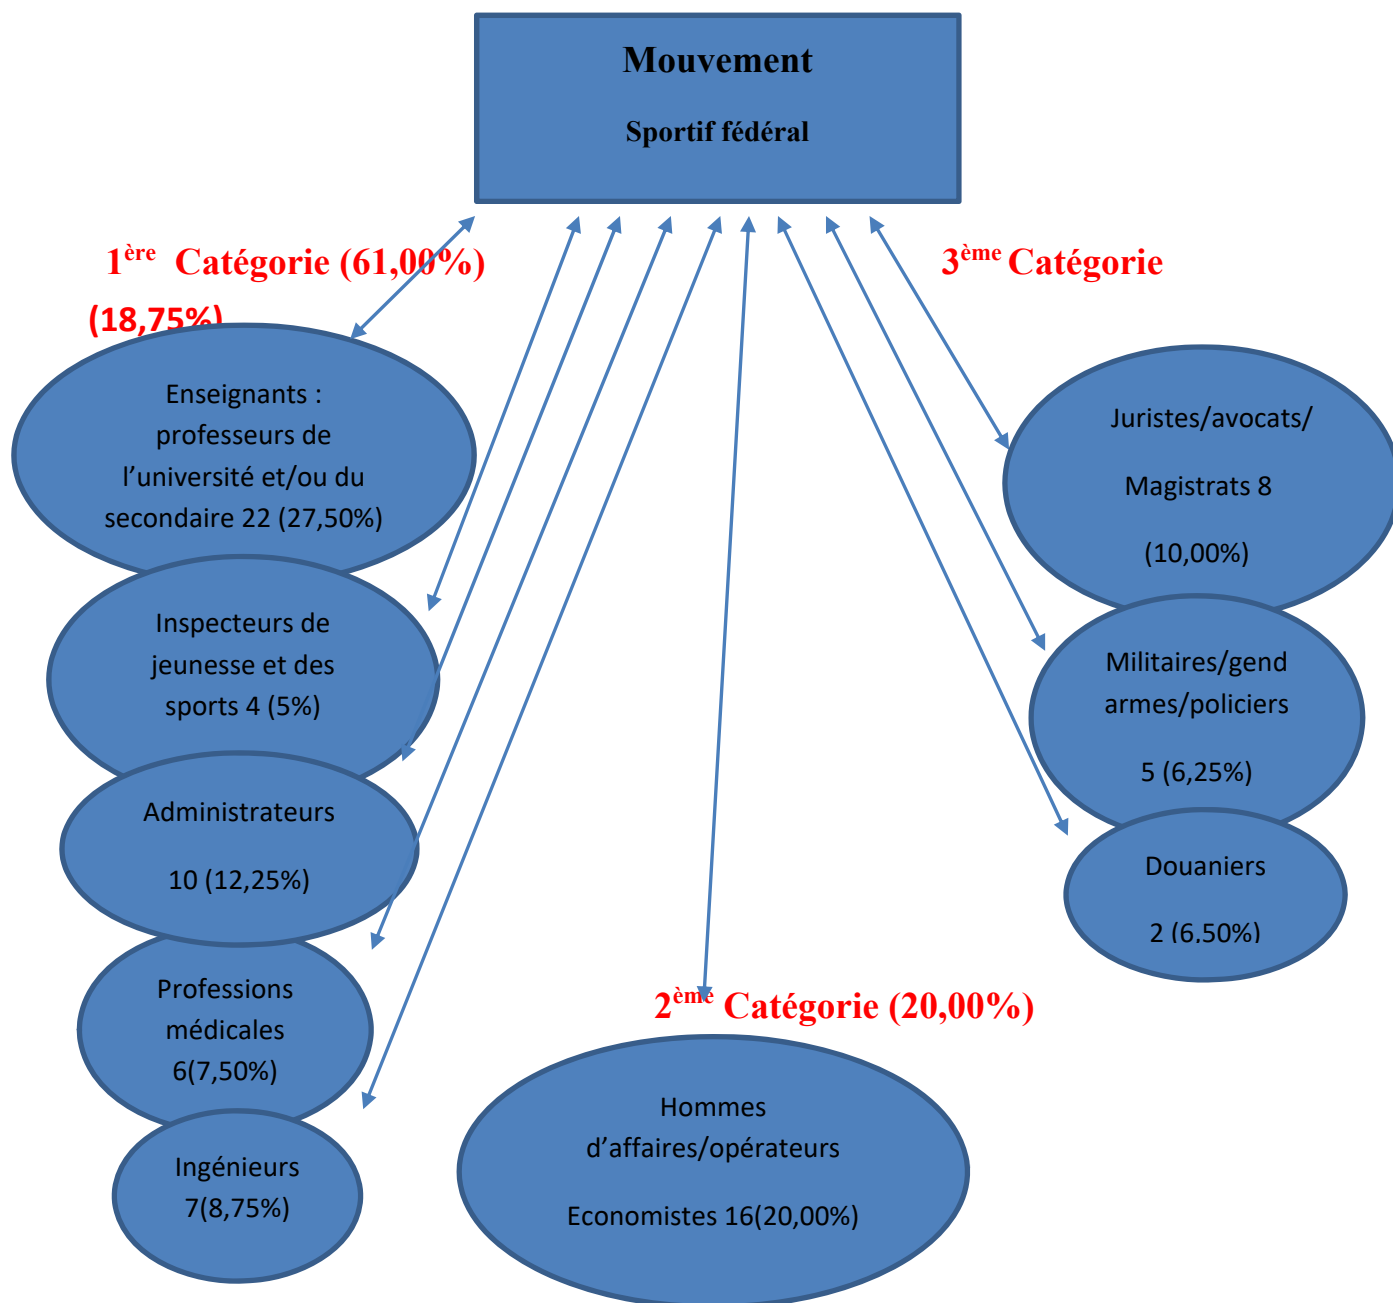 Mouvement
Sportif fédéral
1ère Catégorie (61,00%)
3ème Catégorie
(18,75%)
Enseignants :
professeurs de
l’université et/ou du
secondaire 22 (27,50%)
Inspecteurs de
jeunesse et des
sports 4 (5%)
Administrateurs
10 (12,25%)
Professions
médicales
6(7,50%)
Ingénieurs
7(8,75%)
2ème Catégorie (20,00%)
Hommes
d’affaires/opérateurs
Economistes 16(20,00%)
Juristes/avocats/
Magistrats 8
(10,00%)
Militaires/gend
armes/policiers
5 (6,25%)
Douaniers
2 (6,50%)